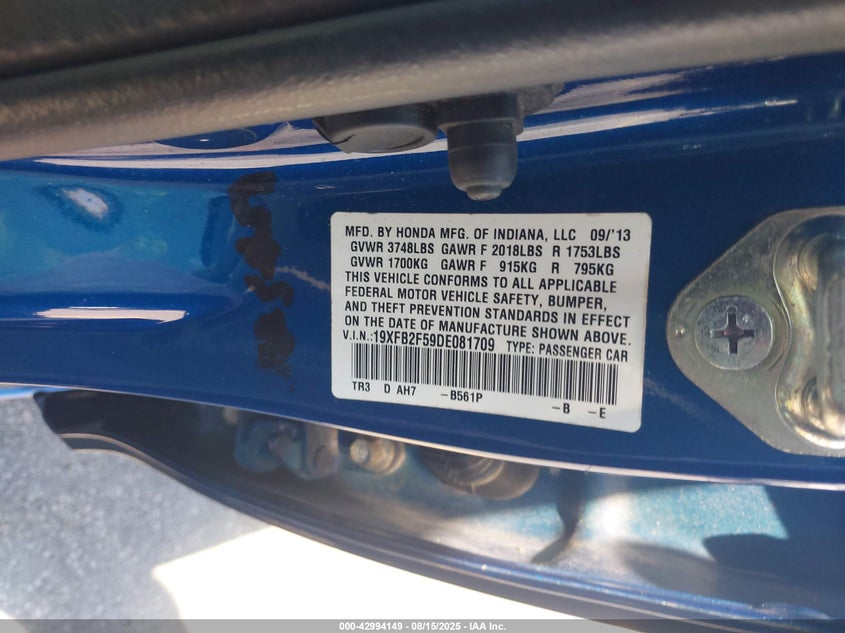 MFD. BY HONDA MFG. OF INDIANA, LLC 09/'13
GVWR 3748LBS GAWR F 2018LBS R 1753LBS
GVWR 1700KG GAWR F 915KG R 795KG
THIS VEHICLE CONFORMS TO ALL APPLICABLE
FEDERAL MOTOR VEHICLE SAFETY, BUMPER,
AND THEFT PREVENTION STANDARDS IN EFFECT
ON THE DATE OF MANUFACTURE SHOWN ABOVE.
V.I.N.:19XFB2F59DE081709 TYPE: PASSENGER CAR
TR3 D AH7 -B561P -B -E
000-42994149 - 08/15/2025 - IAA Inc.